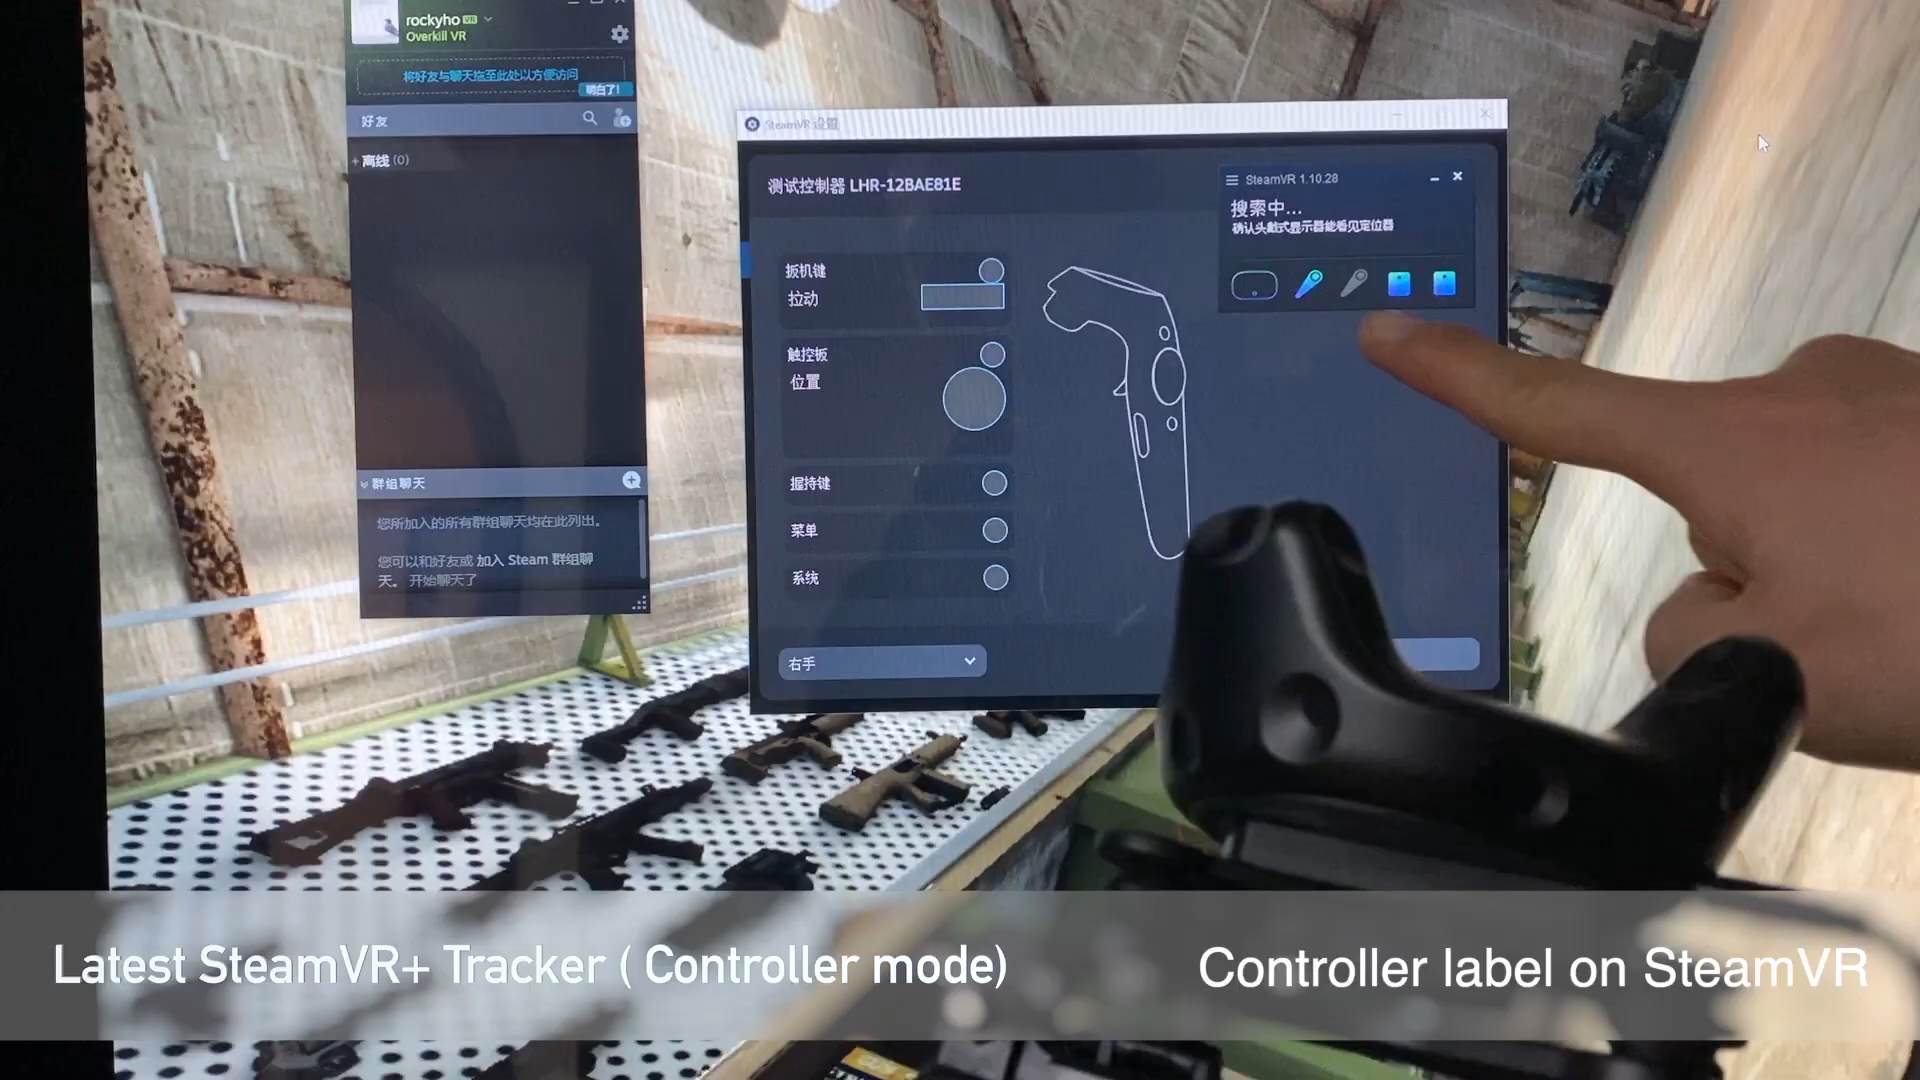 rockyho VR
Overkill VR
将好友与聊天拖至此处以方便访问
明白了!
好友
+ 离线 (0)
群组聊天
您所加入的所有群组聊天均在此列出。
您可以和好友或 加入 Steam 群组聊
天。 开始聊天了
SteamVR 设置
测试控制器 LHR-12BAE81E
扳机键
拉动
触控板
位置
握持键
菜单
系统
右手
SteamVR 1.10.28
搜索中...
确认头戴式显示器能看见定位器
Latest SteamVR+ Tracker ( Controller mode)
Controller label on SteamVR